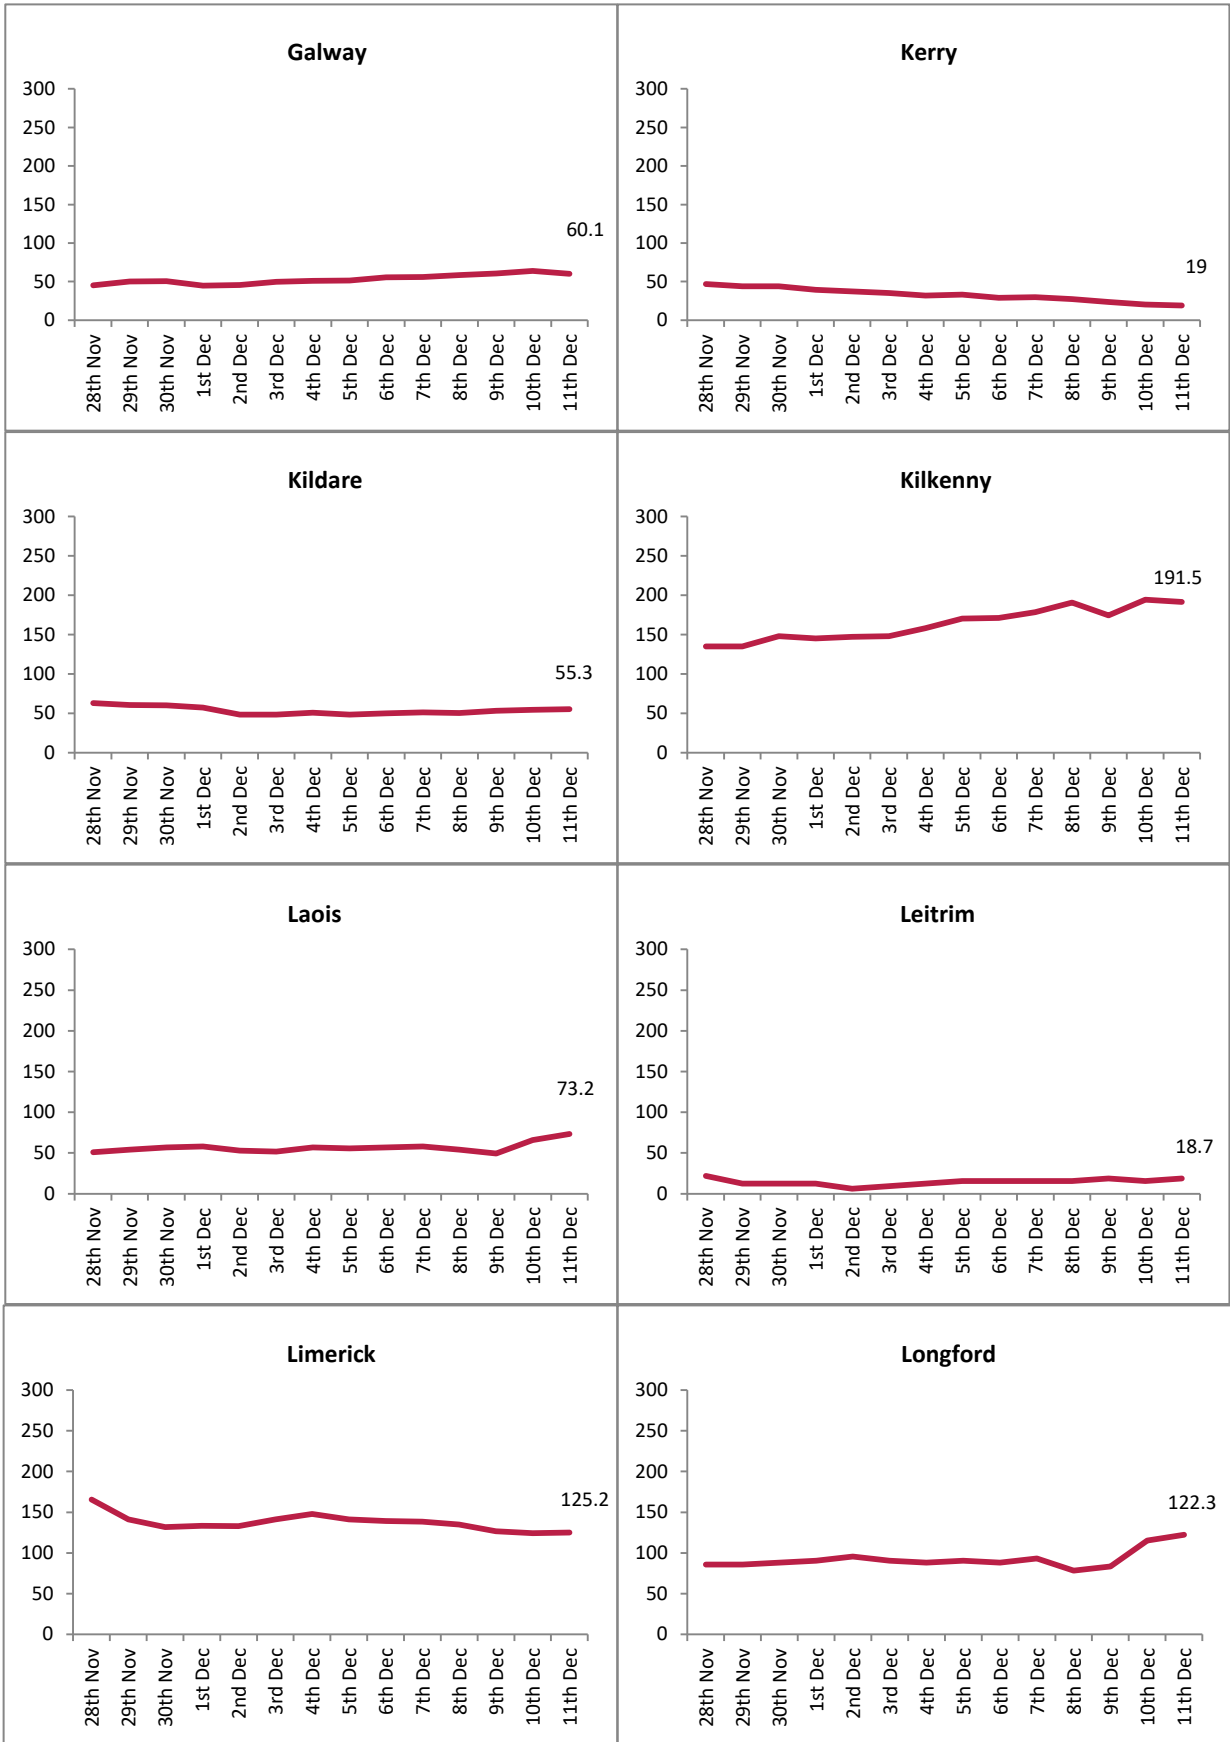 Galway
300
250
200
150
100
50
0
60.1
28th Nov
29th Nov
30th Nov
1st Dec
2nd Dec
3rd Dec
4th Dec
5th Dec
6th Dec
7th Dec
8th Dec
9th Dec
10th Dec
11th Dec
Kerry
300
250
200
150
100
50
0
19
28th Nov
29th Nov
30th Nov
1st Dec
2nd Dec
3rd Dec
4th Dec
5th Dec
6th Dec
7th Dec
8th Dec
9th Dec
10th Dec
11th Dec
Kildare
300
250
200
150
100
50
0
55.3
28th Nov
29th Nov
30th Nov
1st Dec
2nd Dec
3rd Dec
4th Dec
5th Dec
6th Dec
7th Dec
8th Dec
9th Dec
10th Dec
11th Dec
Kilkenny
300
250
200
150
100
50
0
191.5
28th Nov
29th Nov
30th Nov
1st Dec
2nd Dec
3rd Dec
4th Dec
5th Dec
6th Dec
7th Dec
8th Dec
9th Dec
10th Dec
11th Dec
Laois
300
250
200
150
100
50
0
73.2
28th Nov
29th Nov
30th Nov
1st Dec
2nd Dec
3rd Dec
4th Dec
5th Dec
6th Dec
7th Dec
8th Dec
9th Dec
10th Dec
11th Dec
Leitrim
300
250
200
150
100
50
0
18.7
28th Nov
29th Nov
30th Nov
1st Dec
2nd Dec
3rd Dec
4th Dec
5th Dec
6th Dec
7th Dec
8th Dec
9th Dec
10th Dec
11th Dec
Limerick
300
250
200
150
100
50
0
125.2
28th Nov
29th Nov
30th Nov
1st Dec
2nd Dec
3rd Dec
4th Dec
5th Dec
6th Dec
7th Dec
8th Dec
9th Dec
10th Dec
11th Dec
Longford
300
250
200
150
100
50
0
122.3
28th Nov
29th Nov
30th Nov
1st Dec
2nd Dec
3rd Dec
4th Dec
5th Dec
6th Dec
7th Dec
8th Dec
9th Dec
10th Dec
11th Dec